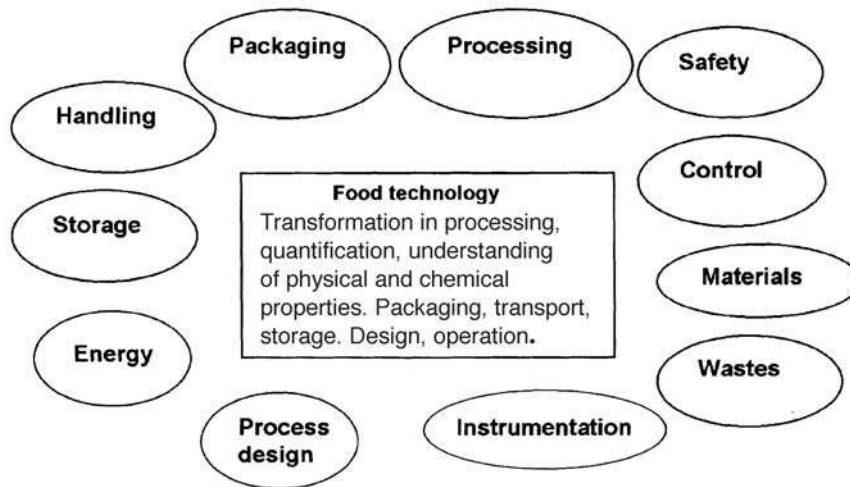 Packaging
Processing
Safety
Handling
Control
Storage
Food technology
Transformation in processing,
quantification, understanding
of physical and chemical
properties. Packaging, transport,
storage. Design, operation.
Materials
Energy
Wastes
Process
design
Instrumentation